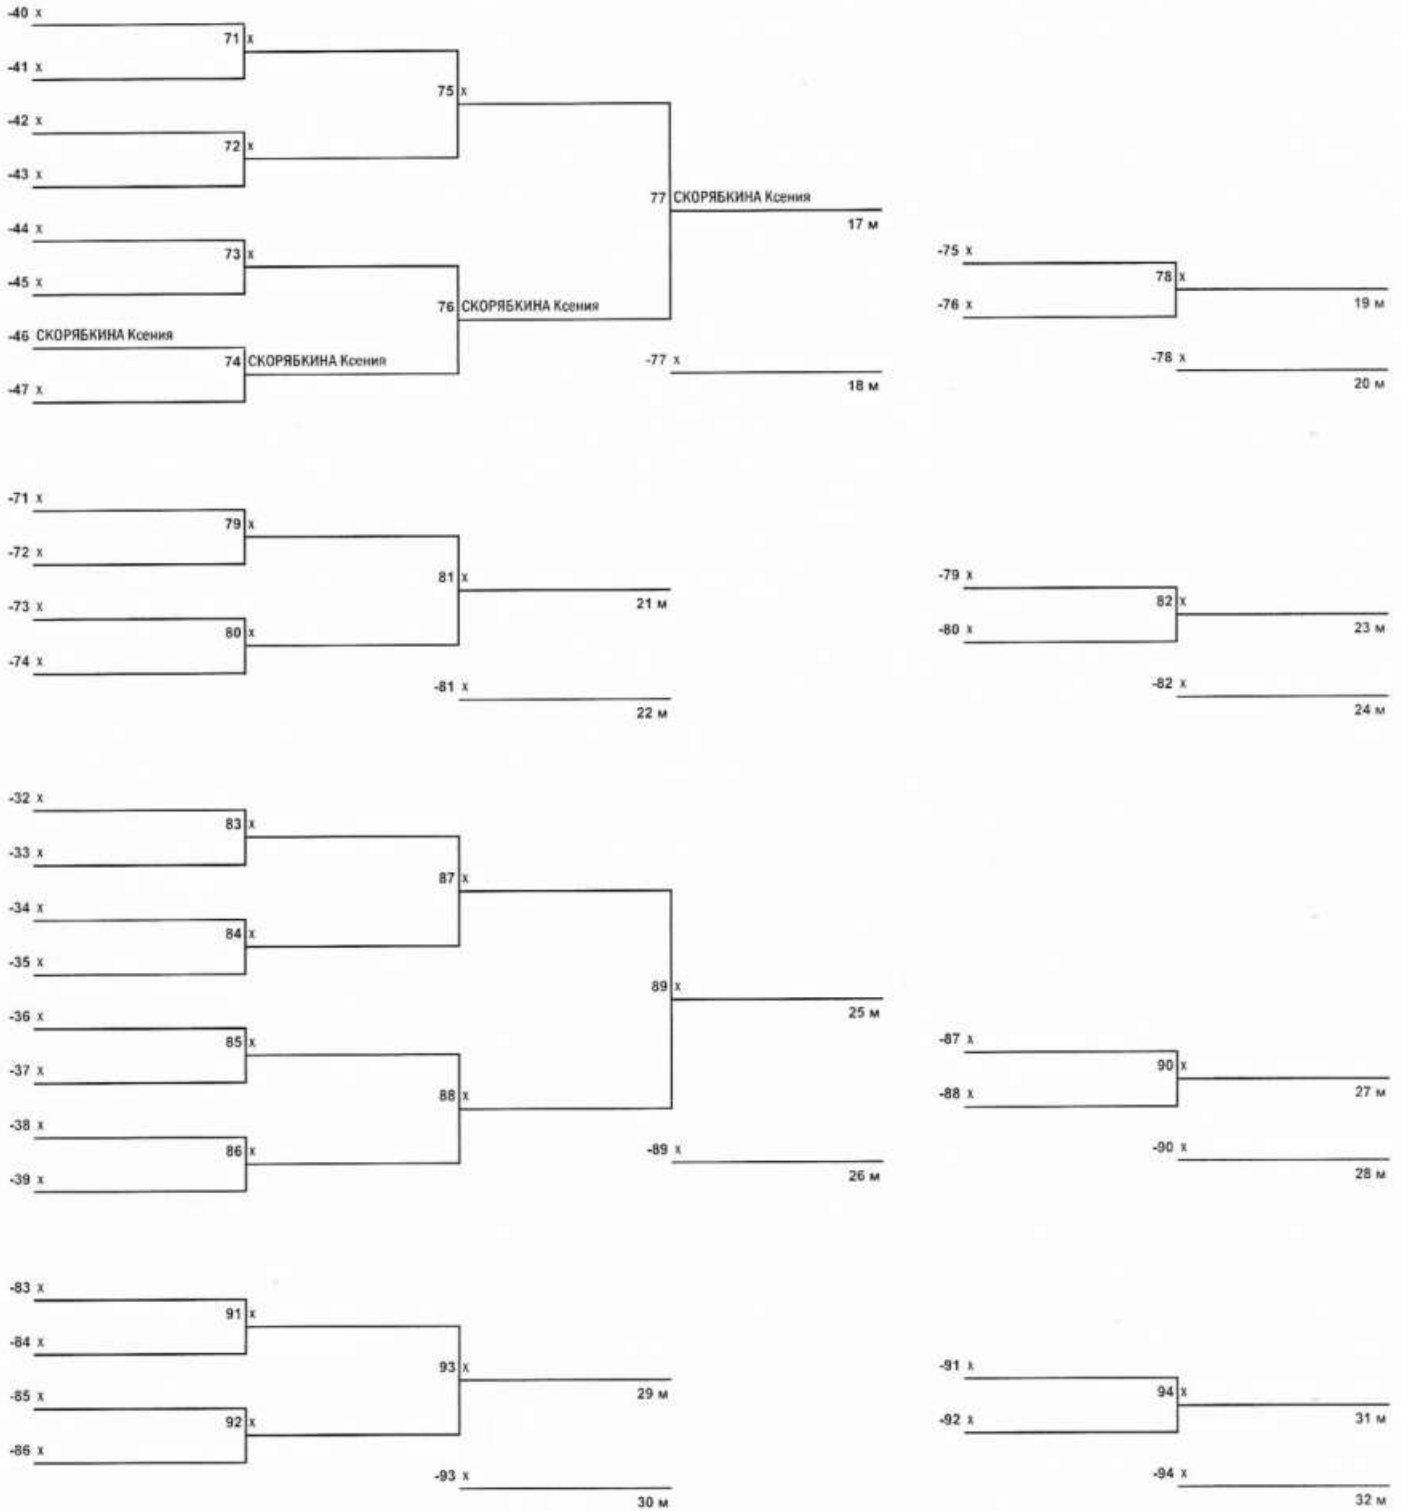 -40 x
71 x
-41 x
75 x
-42 x
72 x
-43 x
77 СКОРЯБКИНА Ксения
17 м
-44 x
73 x
-45 x
76 СКОРЯБКИНА Ксения
-46 СКОРЯБКИНА Ксения
74 СКОРЯБКИНА Ксения
-47 x
-77 x
18 м
-75 x
78 x
19 м
-76 x
-78 x
20 м
-71 x
79 x
-72 x
81 x
21 м
-73 x
80 x
-74 x
-81 x
22 м
-79 x
82 x
23 м
-80 x
-82 x
24 м
-32 x
83 x
-33 x
87 x
-34 x
84 x
-35 x
89 x
25 м
-36 x
85 x
-37 x
88 x
-38 x
86 x
-39 x
-89 x
26 м
-87 x
90 x
27 м
-88 x
-90 x
28 м
-83 x
91 x
-84 x
93 x
29 м
-85 x
92 x
-86 x
-93 x
30 м
-91 x
94 x
31 м
-92 x
-94 x
32 м